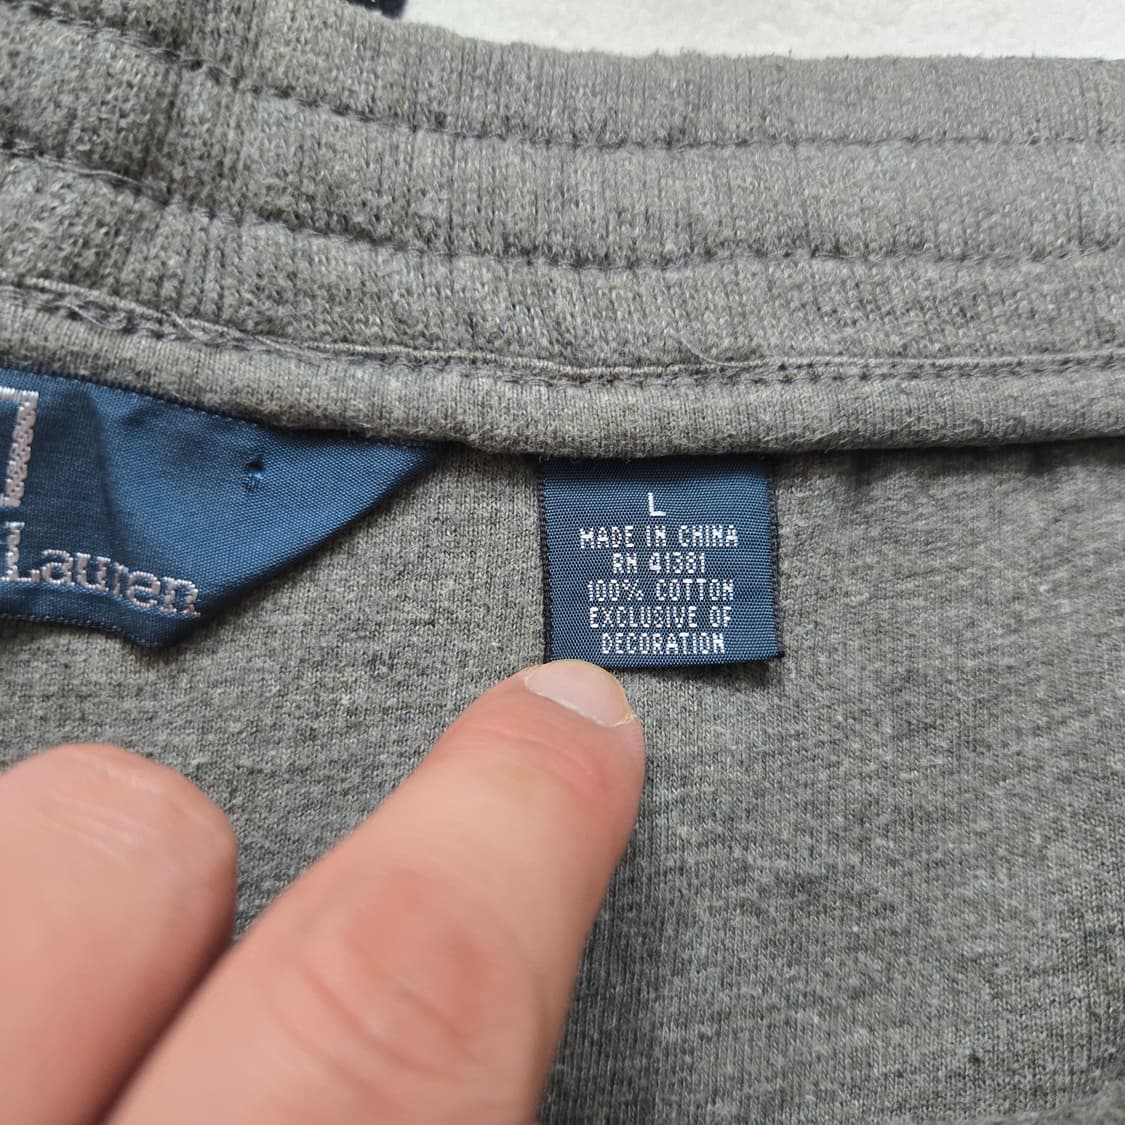 Lauren
L
MADE IN CHINA
RN 41381
100% COTTON
EXCLUSIVE OF
DECORATION